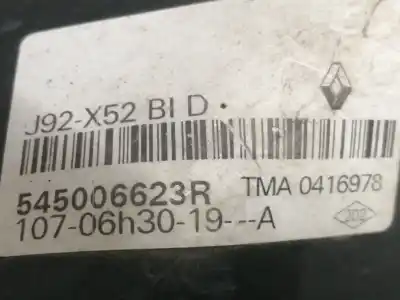 J92-X52 BI D
545006623R TMA 0416978
107-06h30-19---A